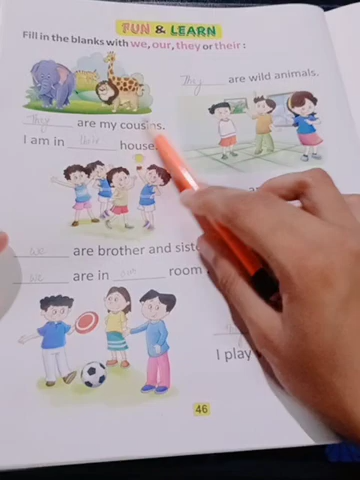 FUN & LEARN
Fill in the blanks with we, our, they or their :
They are wild animals.
They are my cousins.
I am in their house.
we are brother and siste
we are in our room
I play
46